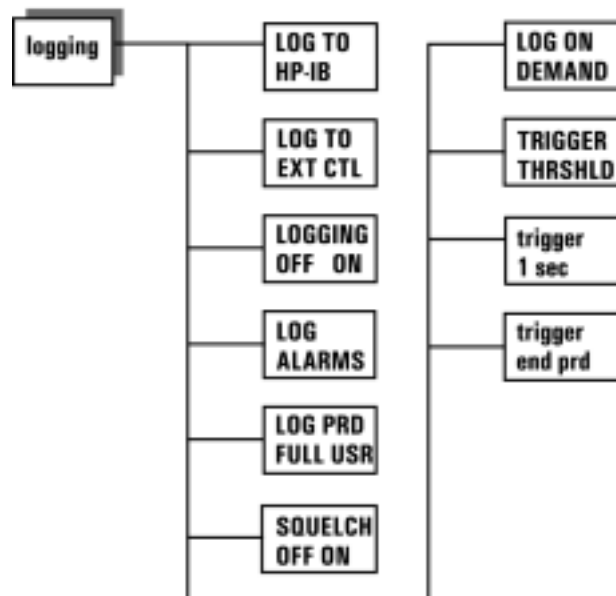 logging
LOG TO
HP-IB
LOG TO
EXT CTL
LOGGING
OFF ON
LOG
ALARMS
LOG PRD
FULL USR
SQUELCH
OFF ON
LOG ON
DEMAND
TRIGGER
THRSHLD
trigger
1 sec
trigger
end prd